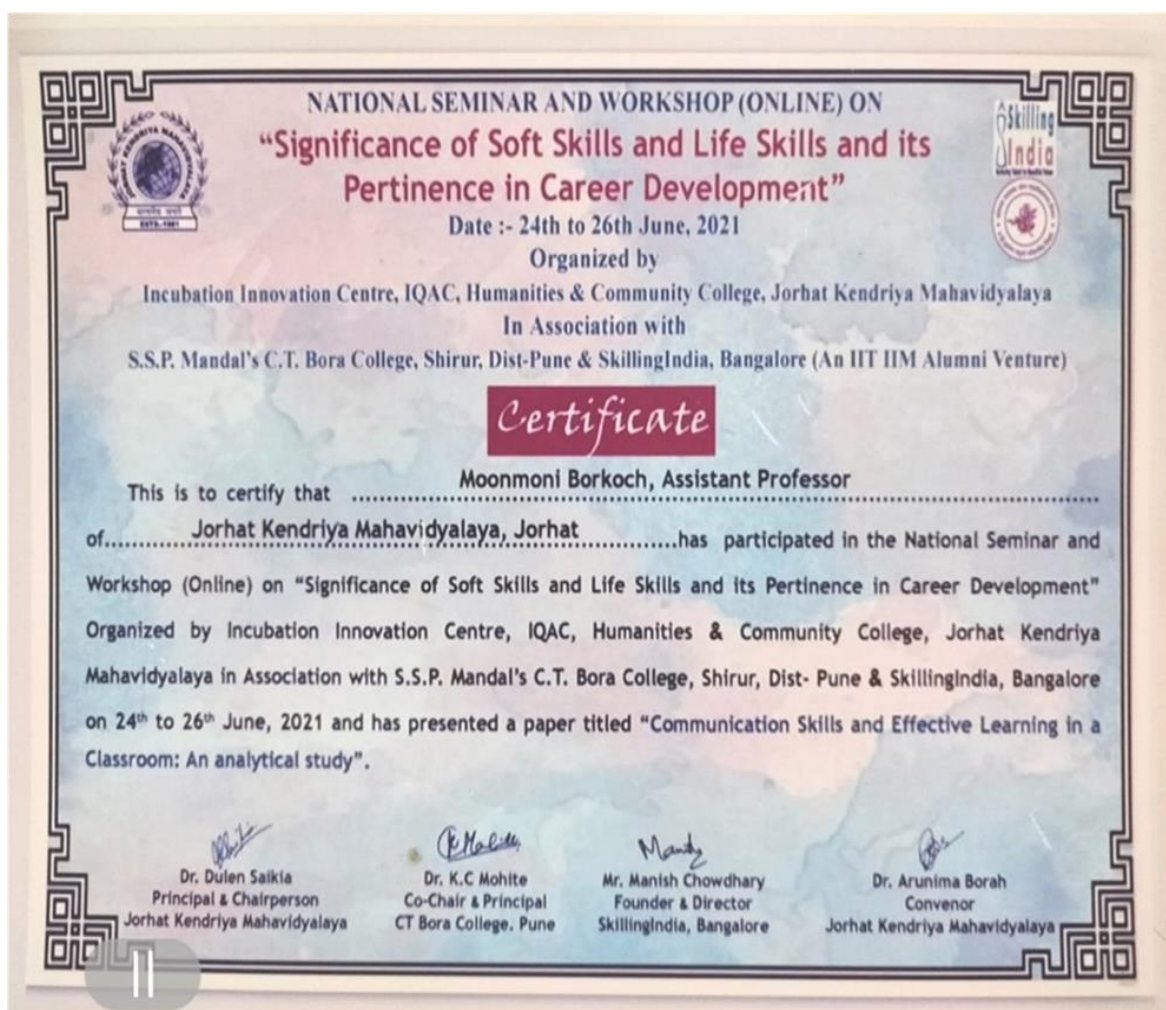 NATIONAL SEMINAR AND WORKSHOP (ONLINE) ON
"Significance of Soft Skills and Life Skills and its
Pertinence in Career Development"
Date :- 24th to 26th June, 2021
Organized by
Incubation Innovation Centre, IQAC, Humanities & Community College, Jorhat Kendriya Mahavidyalaya
In Association with
S.S.P. Mandal's C.T. Bora College, Shirur, Dist-Pune & SkillingIndia, Bangalore (An IIT IIM Alumni Venture)
Skilling
India
ESTD.-1981
Certificate
This is to certify that Moonmoni Borkoch, Assistant Professor
of Jorhat Kendriya Mahavidyalaya, Jorhat has participated in the National Seminar and
Workshop (Online) on "Significance of Soft Skills and Life Skills and its Pertinence in Career Development"
Organized by Incubation Innovation Centre, IQAC, Humanities & Community College, Jorhat Kendriya
Mahavidyalaya in Association with S.S.P. Mandal's C.T. Bora College, Shirur, Dist- Pune & SkillingIndia, Bangalore
on 24th to 26th June, 2021 and has presented a paper titled "Communication Skills and Effective Learning in a
Classroom: An analytical study".
Dr. Dulen Saikia
Principal & Chairperson
Jorhat Kendriya Mahavidyalaya
Dr. K.C Mohite
Co-Chair & Principal
CT Bora College. Pune
Mr. Manish Chowdhary
Founder & Director
SkillingIndia, Bangalore
Dr. Arunima Borah
Convenor
Jorhat Kendriya Mahavidyalaya